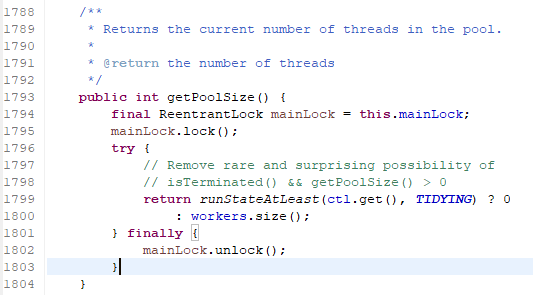 1788 /**
1789 * Returns the current number of threads in the pool.
1790 *
1791 * @return the number of threads
1792 */
1793 public int getPoolSize() {
1794 final ReentrantLock mainLock = this.mainLock;
1795 mainLock.lock();
1796 try {
1797 // Remove rare and surprising possibility of
1798 // isTerminated() && getPoolSize() > 0
1799 return runStateAtLeast(ctl.get(), TIDYING) ? 0
1800 : workers.size();
1801 } finally {
1802 mainLock.unlock();
1803 }
1804 }